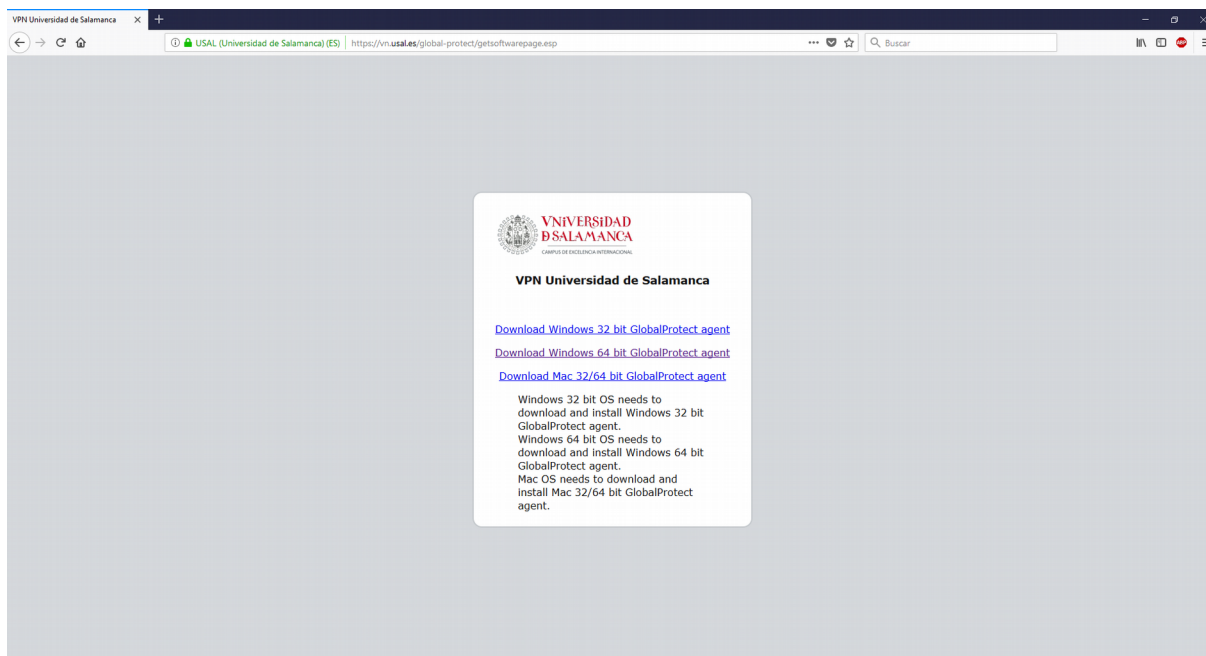 VPN Universidad de Salamanca
USAL (Universidad de Salamanca) (ES) https://vn.usal.es/global-protect/getsoftwarepage.esp
Buscar
ABP
VNiVERSiDAD
D SALAMANCA
CAMPUS DE EXCELENCIA INTERNACIONAL
VPN Universidad de Salamanca
Download Windows 32 bit GlobalProtect agent
Download Windows 64 bit GlobalProtect agent
Download Mac 32/64 bit GlobalProtect agent
Windows 32 bit OS needs to
download and install Windows 32 bit
GlobalProtect agent.
Windows 64 bit OS needs to
download and install Windows 64 bit
GlobalProtect agent.
Mac OS needs to download and
install Mac 32/64 bit GlobalProtect
agent.